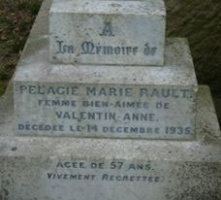 A
In Mémoire de
PELAGIE MARIE RAULT,
FEMME BIEN-AIMÉE DE
VALENTIN ANNE.
DÉCÉDÉE LE 14 DÉCEMBRE 1935,
AGÉE DE 57 ANS.
VIVEMENT REGRETTÉE.